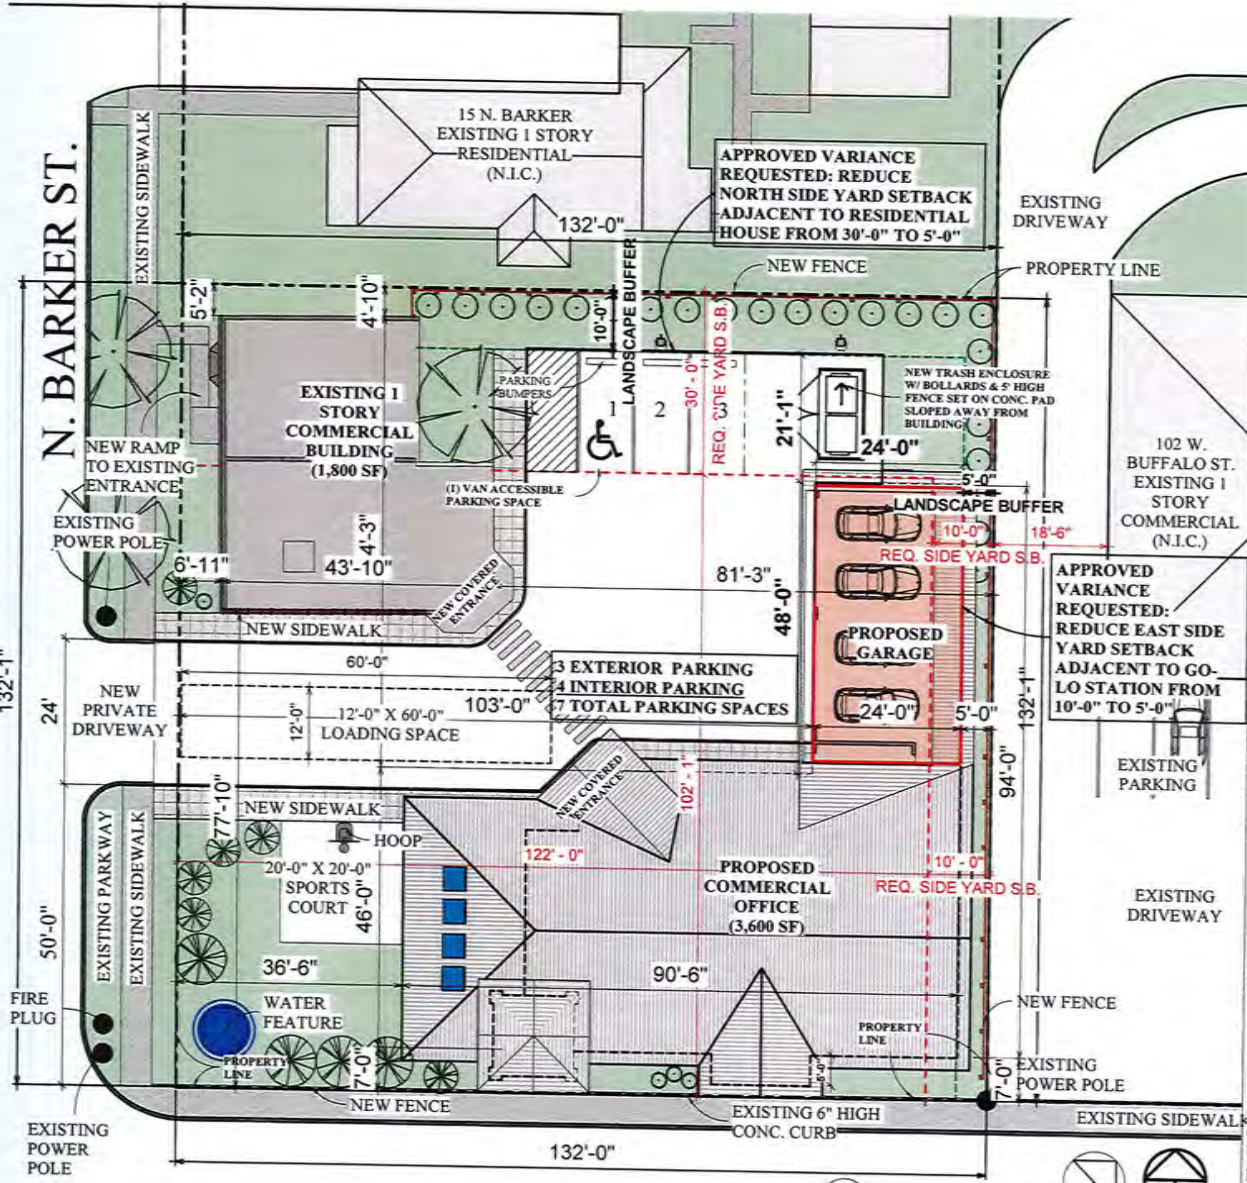 15 N. BARKER
EXISTING 1 STORY
RESIDENTIAL
(N.I.C.)
APPROVED VARIANCE
REQUESTED: REDUCE
NORTH SIDE YARD SETBACK
ADJACENT TO RESIDENTIAL
HOUSE FROM 30'-0" TO 5'-0"
EXISTING
DRIVEWAY
EXISTING SIDEWALK
N. BARKER ST.
132'-0"
NEW FENCE
PROPERTY LINE
5'-2"
4'-10"
10'-0"
LANDSCAPE BUFFER
30' - 0"
REQ. SIDE YARD S.B.
PARKING
BUMPERS
1
2
3
21'-1"
NEW TRASH ENCLOSURE
W/ BOLLARDS & 5' HIGH
FENCE SET ON CONC. PAD
SLOPED AWAY FROM
BUILDING
24'-0"
EXISTING 1
STORY
COMMERCIAL
BUILDING
(1,800 SF)
NEW RAMP
TO EXISTING
ENTRANCE
(1) VAN ACCESSIBLE
PARKING SPACE
102 W.
BUFFALO ST.
EXISTING 1
STORY
COMMERCIAL
(N.I.C.)
5'-0"
LANDSCAPE BUFFER
10'-0"
18'-6"
REQ. SIDE YARD S.B.
EXISTING
POWER POLE
6'-11"
43'-10"
4'-3"
81'-3"
48'-0"
NEW COVERED
ENTRANCE
NEW SIDEWALK
PROPOSED
GARAGE
APPROVED
VARIANCE
REQUESTED:
REDUCE EAST SIDE
YARD SETBACK
ADJACENT TO GO-
LO STATION FROM
10'-0" TO 5'-0"
132'-1"
24'
NEW
PRIVATE
DRIVEWAY
60'-0"
12'-0"
12'-0" X 60'-0"
LOADING SPACE
103'-0"
3 EXTERIOR PARKING
4 INTERIOR PARKING
7 TOTAL PARKING SPACES
24'-0"
5'-0"
132'-1"
94'-0"
EXISTING
PARKING
NEW COVERED
ENTRANCE
102' - 1"
77'-10"
NEW SIDEWALK
HOOP
20'-0" X 20'-0"
SPORTS
COURT
46'-0"
122' - 0"
PROPOSED
COMMERCIAL
OFFICE
(3,600 SF)
10' - 0"
REQ. SIDE YARD S.B.
EXISTING
DRIVEWAY
EXISTING PARKWAY
EXISTING SIDEWALK
50'-0"
36'-6"
90'-6"
FIRE
PLUG
WATER
FEATURE
PROPERTY
LINE
7'-0"
PROPERTY
LINE
NEW FENCE
7'-0"
EXISTING
POWER POLE
NEW FENCE
EXISTING 6" HIGH
CONC. CURB
EXISTING SIDEWALK
EXISTING
POWER
POLE
132'-0"